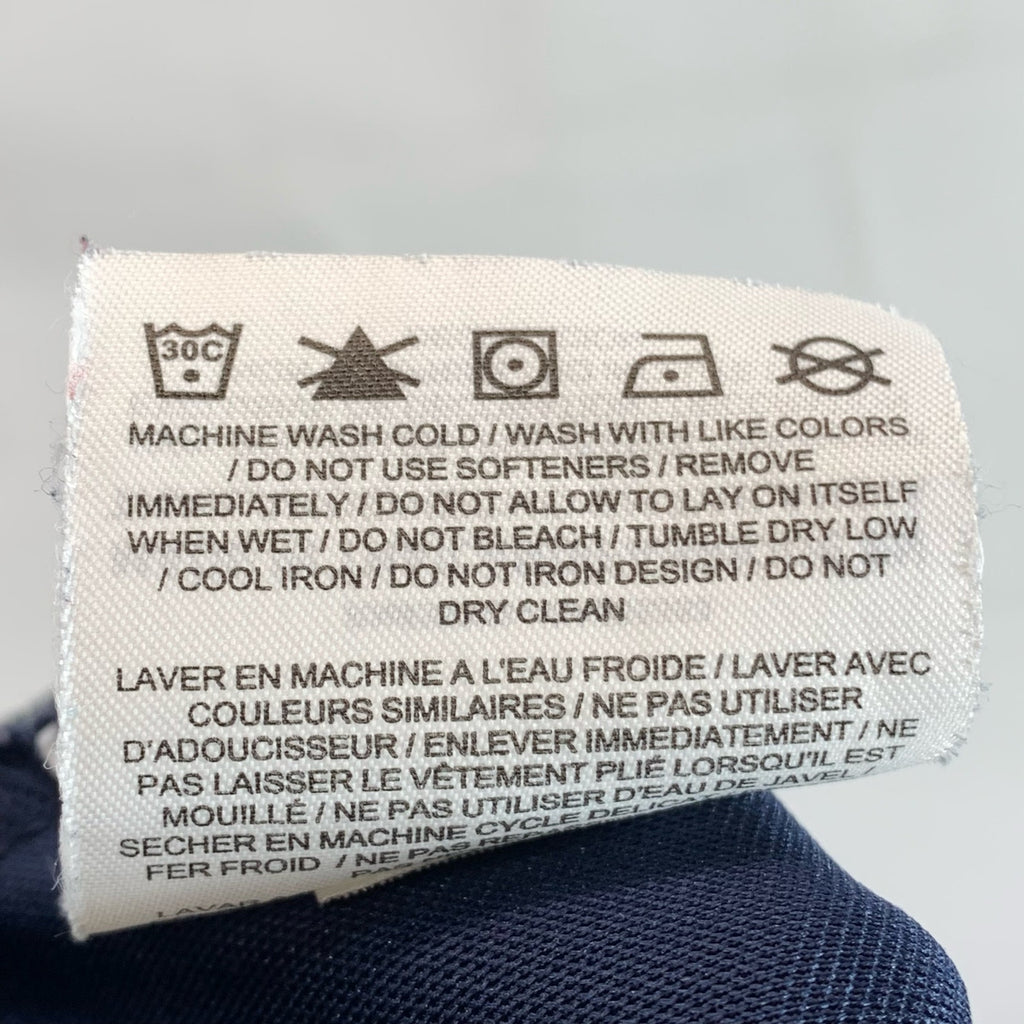 30C
MACHINE WASH COLD / WASH WITH LIKE COLORS
/ DO NOT USE SOFTENERS / REMOVE
IMMEDIATELY / DO NOT ALLOW TO LAY ON ITSELF
WHEN WET / DO NOT BLEACH / TUMBLE DRY LOW
/ COOL IRON / DO NOT IRON DESIGN / DO NOT
DRY CLEAN
LAVER EN MACHINE A L'EAU FROIDE / LAVER AVEC
COULEURS SIMILAIRES / NE PAS UTILISER
D'ADOUCISSEUR / ENLEVER IMMEDIATEMENT / NE
PAS LAISSER LE VÊTEMENT PLIÉ LORSQU'IL EST
MOUILLÉ / NE PAS UTILISER D'EAU DE JAVEL /
SECHER EN MACHINE CYCLE
FER FROID / NE PAS